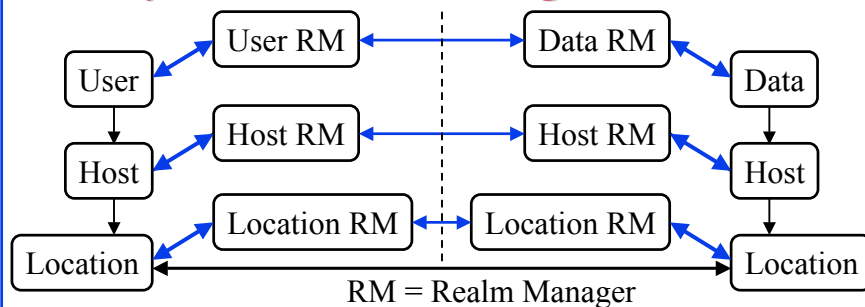 User RM
Data RM
User
Data
Host RM
Host RM
Host
Host
Location RM
Location RM
Location
Location
RM = Realm Manager